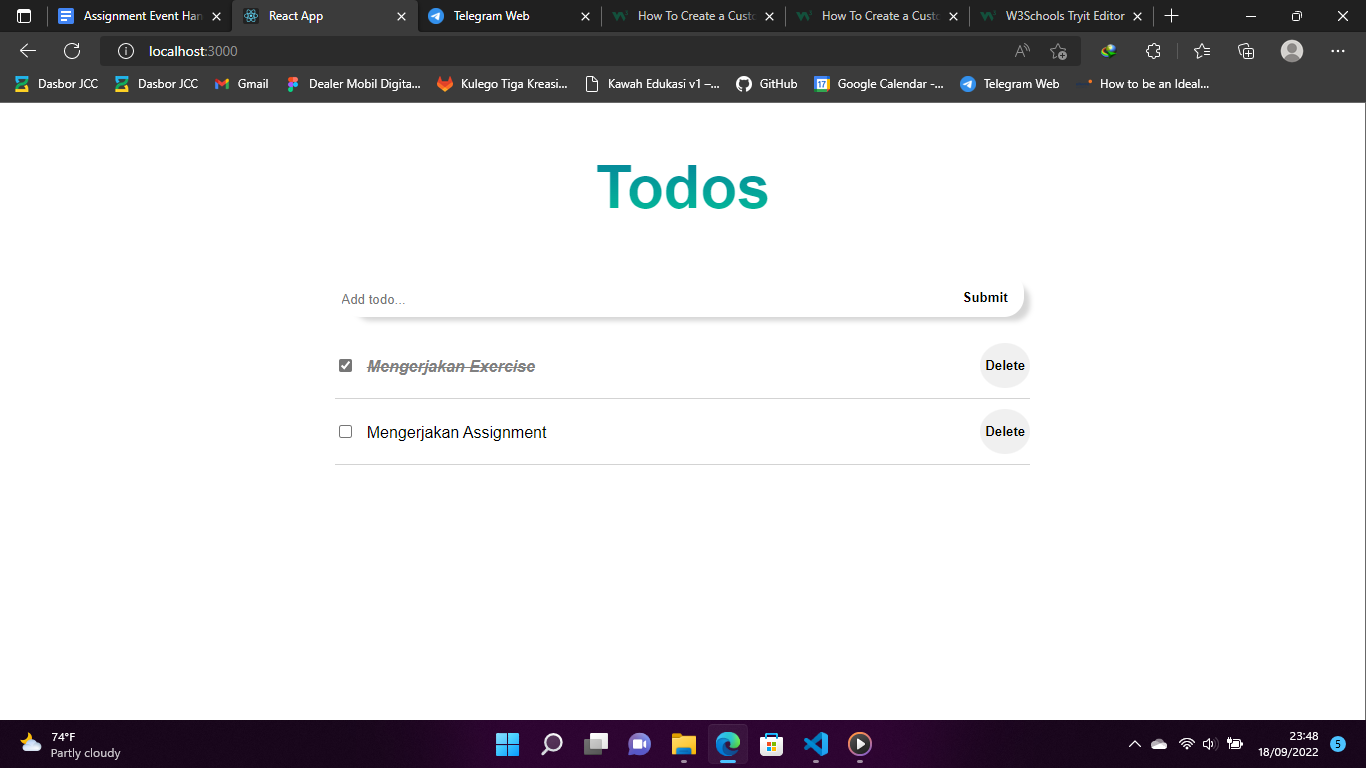 Assignment Event Han
React App
Telegram Web
How To Create a Custo
How To Create a Custo
W3Schools Tryit Editor
localhost:3000
Dasbor JCC
Dasbor JCC
Gmail
Dealer Mobil Digita...
Kulego Tiga Kreasi...
Kawah Edukasi v1 –...
GitHub
17
Google Calendar -...
Telegram Web
How to be an Ideal...
Todos
Add todo...
Submit
Mengerjakan Exercise
Delete
Mengerjakan Assignment
Delete
74°F
Partly cloudy
23:48
18/09/2022
5